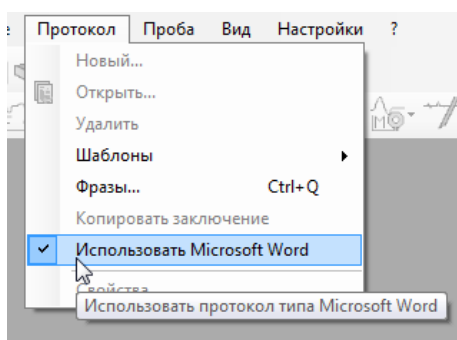 Протокол Проба Вид Настройки ?
Новый...
Открыть...
Удалить
Шаблоны
Фразы... Ctrl+Q
Копировать заключение
Использовать Microsoft Word
Свойства
Использовать протокол типа Microsoft Word